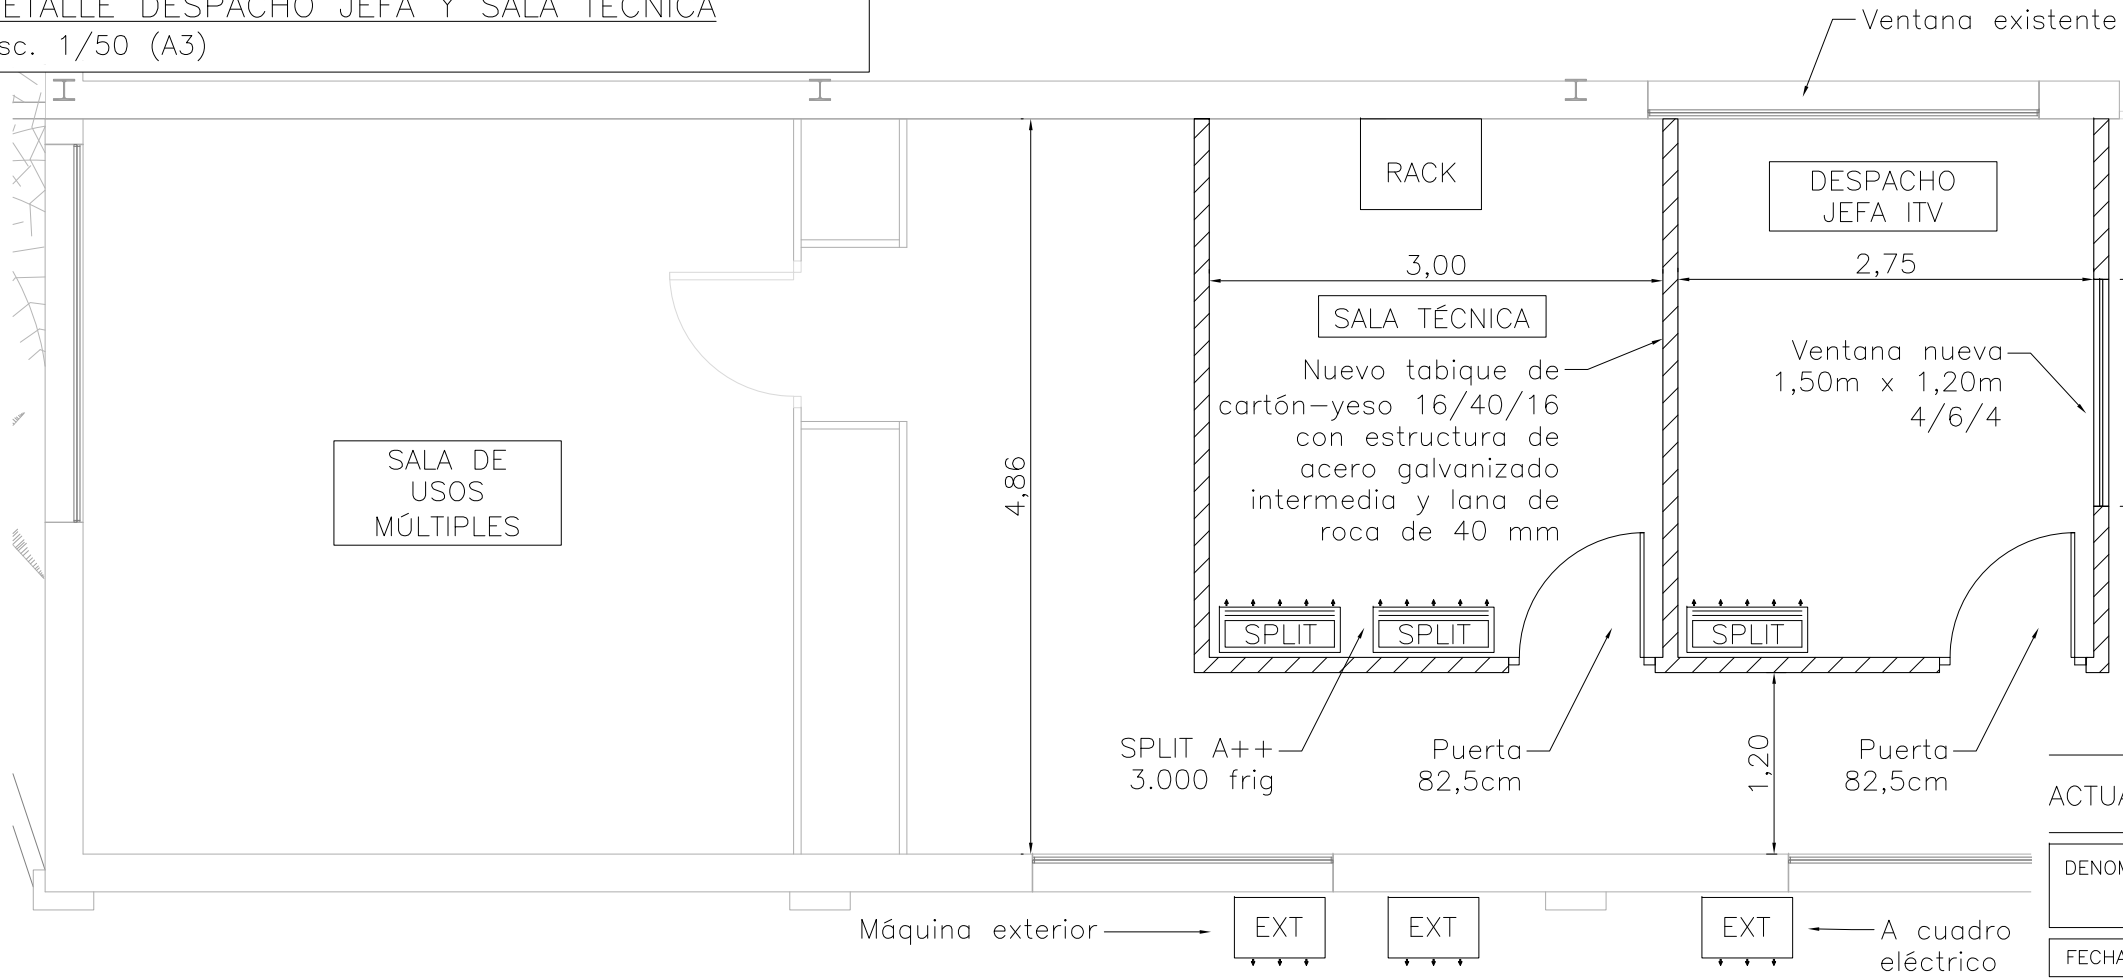 DETALLE DESPACHO JEFA Y SALA TÉCNICA
sc. 1/50 (A3)
Ventana existente
RACK
DESPACHO
JEFA ITV
3,00
2,75
SALA TÉCNICA
Nuevo tabique de
cartón-yeso 16/40/16
con estructura de
acero galvanizado
intermedia y lana de
roca de 40 mm
Ventana nueva
1,50m x 1,20m
4/6/4
SALA DE
USOS
MÚLTIPLES
4,86
SPLIT
SPLIT
SPLIT
SPLIT A++
3.000 frig
Puerta
82,5cm
1,20
Puerta
82,5cm
ACTUA
DENOM
FECHA
Máquina exterior
EXT
EXT
EXT
A cuadro
eléctrico